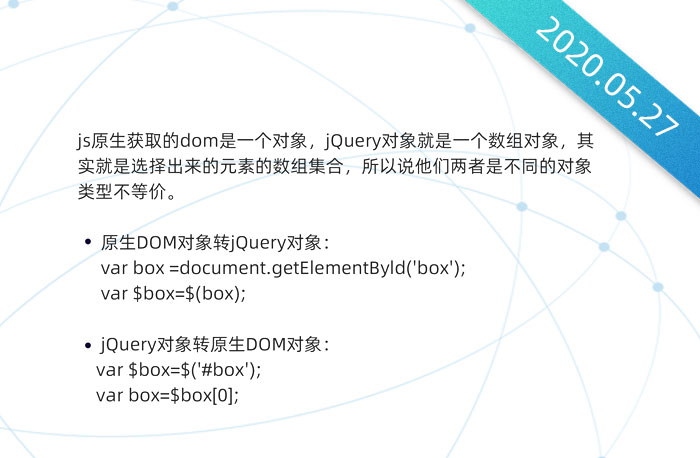 2020.05.27
js原生获取的dom是一个对象，jQuery对象就是一个数组对象，其
实就是选择出来的元素的数组集合，所以说他们两者是不同的对象
类型不等价。
• 原生DOM对象转jQuery对象：
var box =document.getElementByld('box');
var $box=$(box);
• jQuery对象转原生DOM对象：
var $box=$('#box');
var box=$box[0];